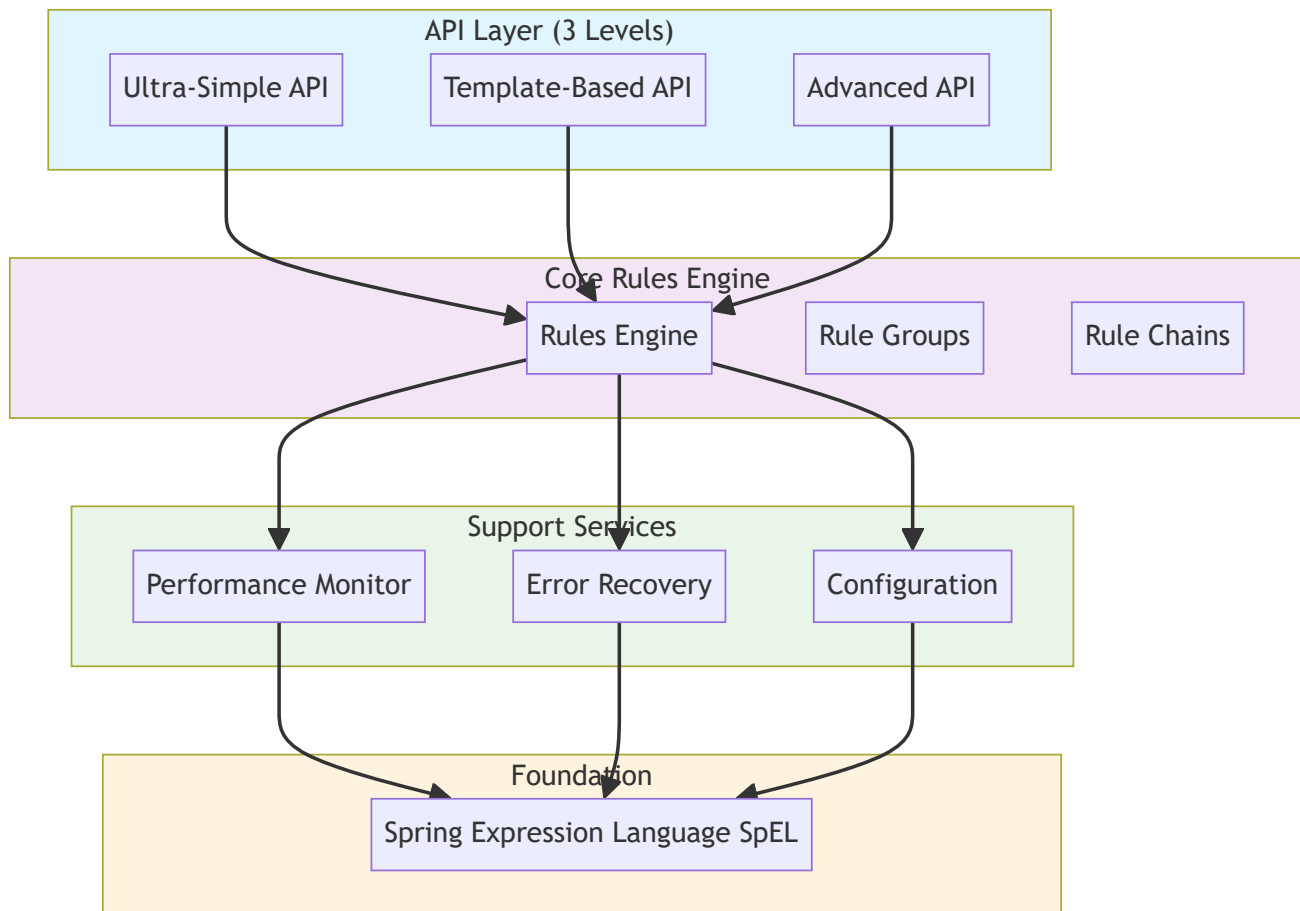 API Layer (3 Levels)
Ultra-Simple API
Template-Based API
Advanced API
Core Rules Engine
Rules Engine
Rule Groups
Rule Chains
Support Services
Performance Monitor
Error Recovery
Configuration
Foundation
Spring Expression Language SpEL